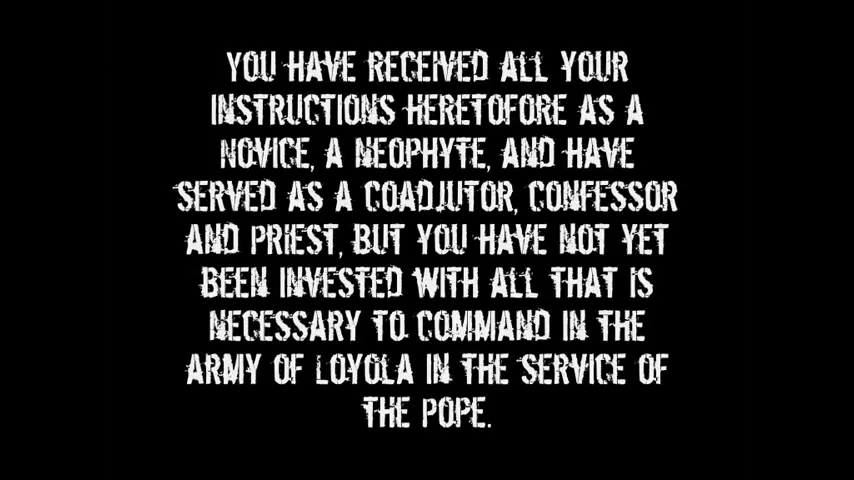 YOU HAVE RECEIVED ALL YOUR
INSTRUCTIONS HERETOFORE AS A
NOVICE, A NEOPHYTE, AND HAVE
SERVED AS A COADJUTOR, CONFESSOR
AND PRIEST, BUT YOU HAVE NOT YET
BEEN INVESTED WITH ALL THAT IS
NECESSARY TO COMMAND IN THE
ARMY OF LOYOLA IN THE SERVICE OF
THE POPE.